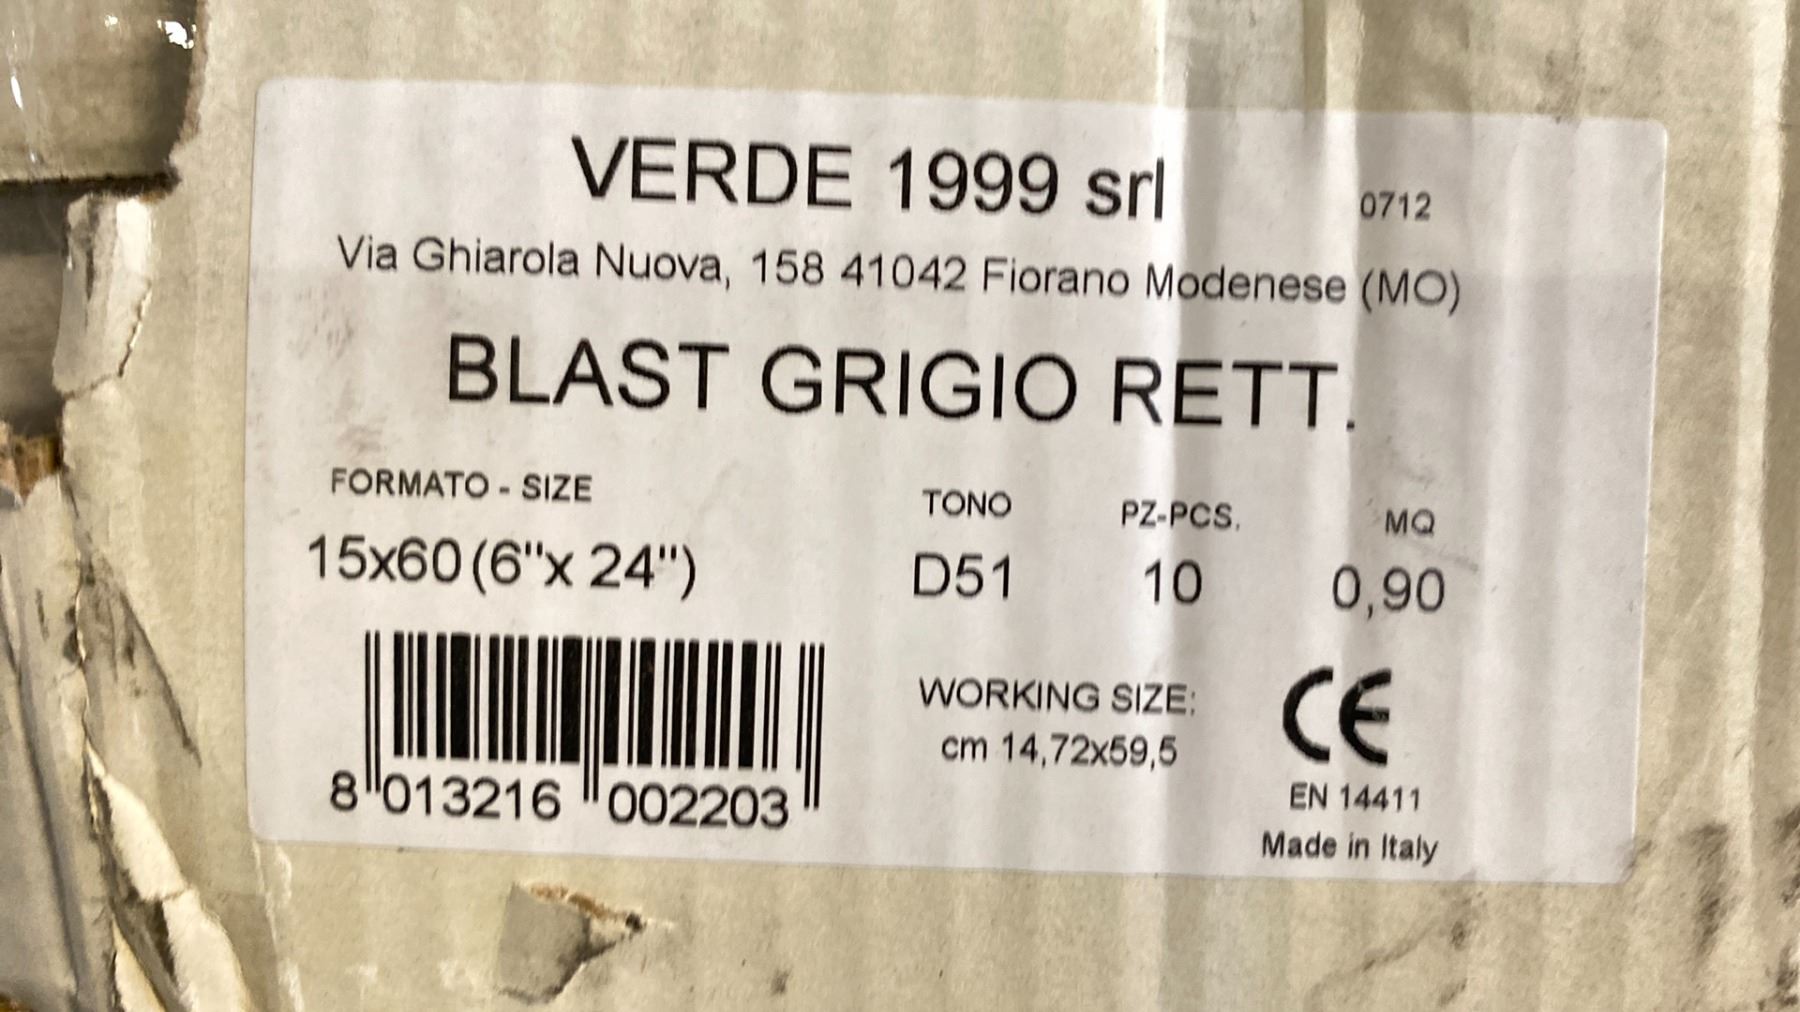 VERDE 1999 srl 0712
Via Ghiarola Nuova, 158 41042 Fiorano Modenese (MO)
BLAST GRIGIO RETT.
FORMATO - SIZE TONO PZ-PCS. MQ
15x60 (6"x 24") D51 10 0,90
WORKING SIZE:
cm 14,72x59,5
CE
8 013216 002203
EN 14411
Made in Italy